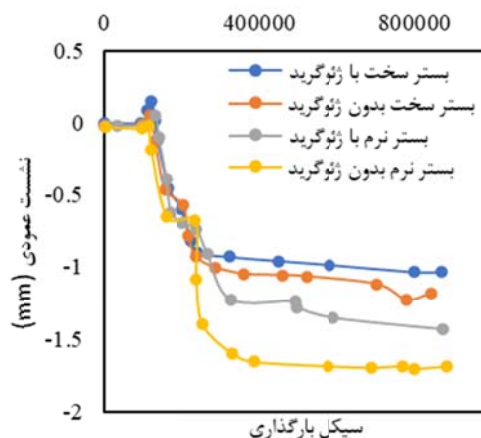 0 400000 800000
0.5
0
-0.5
-1
-1.5
-2
نشست عمودی (mm)
بستر سخت با ژئوگرید
بستر سخت بدون ژئوگرید
بستر نرم با ژئوگرید
بستر نرم بدون ژئوگرید
سیکل بارگذاری